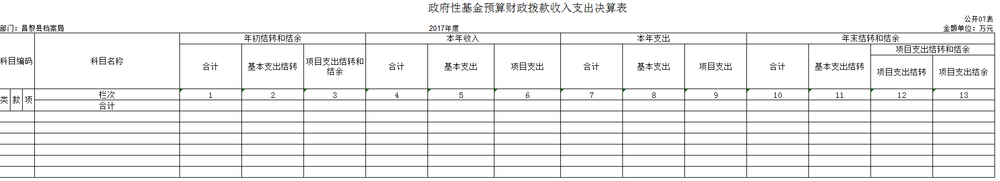 政府性基金预算财政拨款收入支出决算表
公开07表
部门：昌黎县档案局 2017年度 金额单位：万元
科目编码 科目名称 年初结转和结余 本年收入 本年支出 年末结转和结余
合计 基本支出结转 项目支出结转和
结余 合计 基本支出 项目支出 合计 基本支出 项目支出 合计 基本支出结转 项目支出结转和结余
项目支出结转 项目支出结余
类 款 项 栏次 1 2 3 4 5 6 7 8 9 10 11 12 13
合计